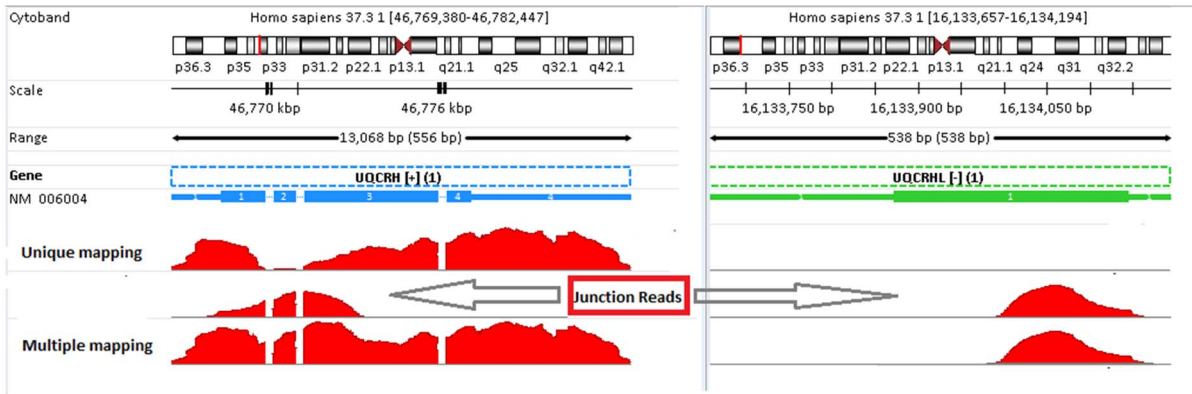 Cytoband
Homo sapiens 37.3 1 [46,769,380-46,782,447]
p36.3 p35 p33 p31.2 p22.1 p13.1 q21.1 q25 q32.1 q42.1
Homo sapiens 37.3 1 [16,133,657-16,134,194]
p36.3 p35 p33 p31.2 p22.1 p13.1 q21.1 q24 q31 q32.2
Scale
46,770 kbp 46,776 kbp
16,133,750 bp 16,133,900 bp 16,134,050 bp
Range
13,068 bp (556 bp)
538 bp (538 bp)
Gene
UQCRH [+] (1)
UQCRHL [-] (1)
NM 006004
1 2 3 4 4
1
Unique mapping
Junction Reads
Multiple mapping